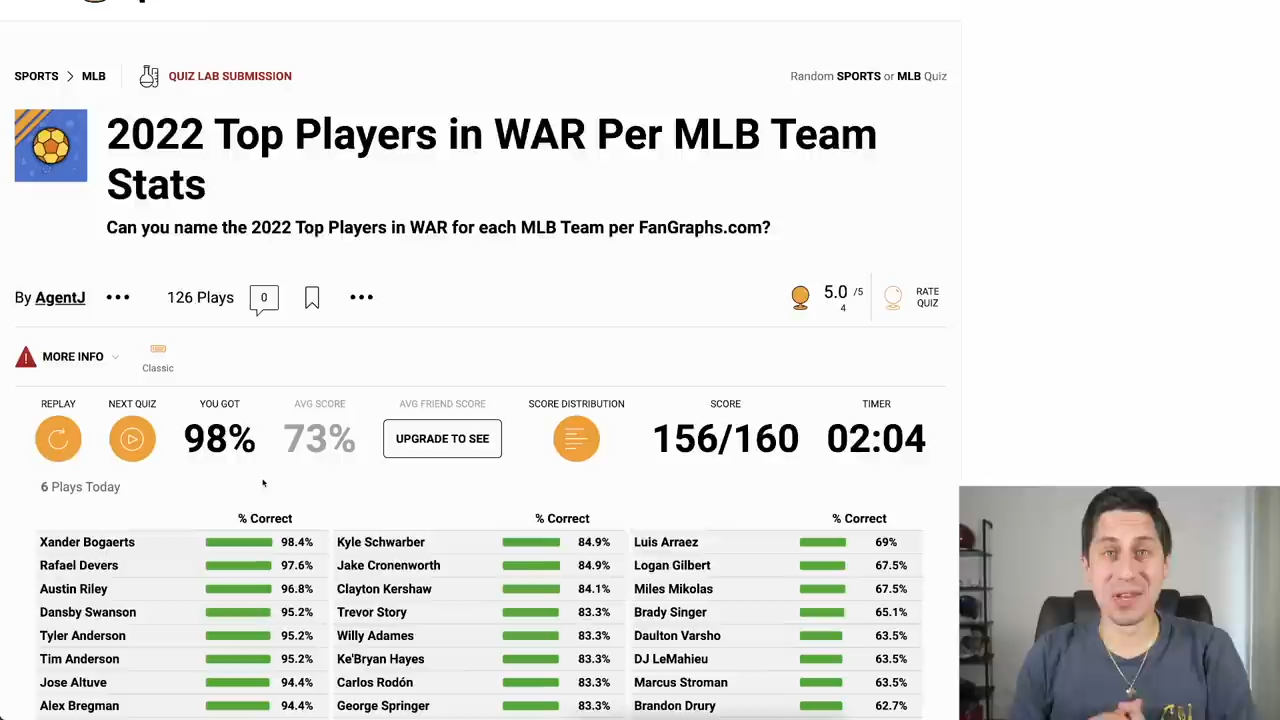 SPORTS > MLB QUIZ LAB SUBMISSION Random SPORTS or MLB Quiz
2022 Top Players in WAR Per MLB Team
Stats
Can you name the 2022 Top Players in WAR for each MLB Team per FanGraphs.com?
By AgentJ ••• 126 Plays 0 ••• 5.0 /5 4 RATE QUIZ
MORE INFO Classic
REPLAY NEXT QUIZ YOU GOT AVG SCORE AVG FRIEND SCORE SCORE DISTRIBUTION SCORE TIMER
98% 73% UPGRADE TO SEE 156/160 02:04
6 Plays Today
% Correct % Correct % Correct
Xander Bogaerts 98.4% Kyle Schwarber 84.9% Luis Arraez 69%
Rafael Devers 97.6% Jake Cronenworth 84.9% Logan Gilbert 67.5%
Austin Riley 96.8% Clayton Kershaw 84.1% Miles Mikolas 67.5%
Dansby Swanson 95.2% Trevor Story 83.3% Brady Singer 65.1%
Tyler Anderson 95.2% Willy Adames 83.3% Daulton Varsho 63.5%
Tim Anderson 95.2% Ke'Bryan Hayes 83.3% DJ LeMahieu 63.5%
Jose Altuve 94.4% Carlos Rodón 83.3% Marcus Stroman 63.5%
Alex Bregman 94.4% George Springer 83.3% Brandon Drury 62.7%